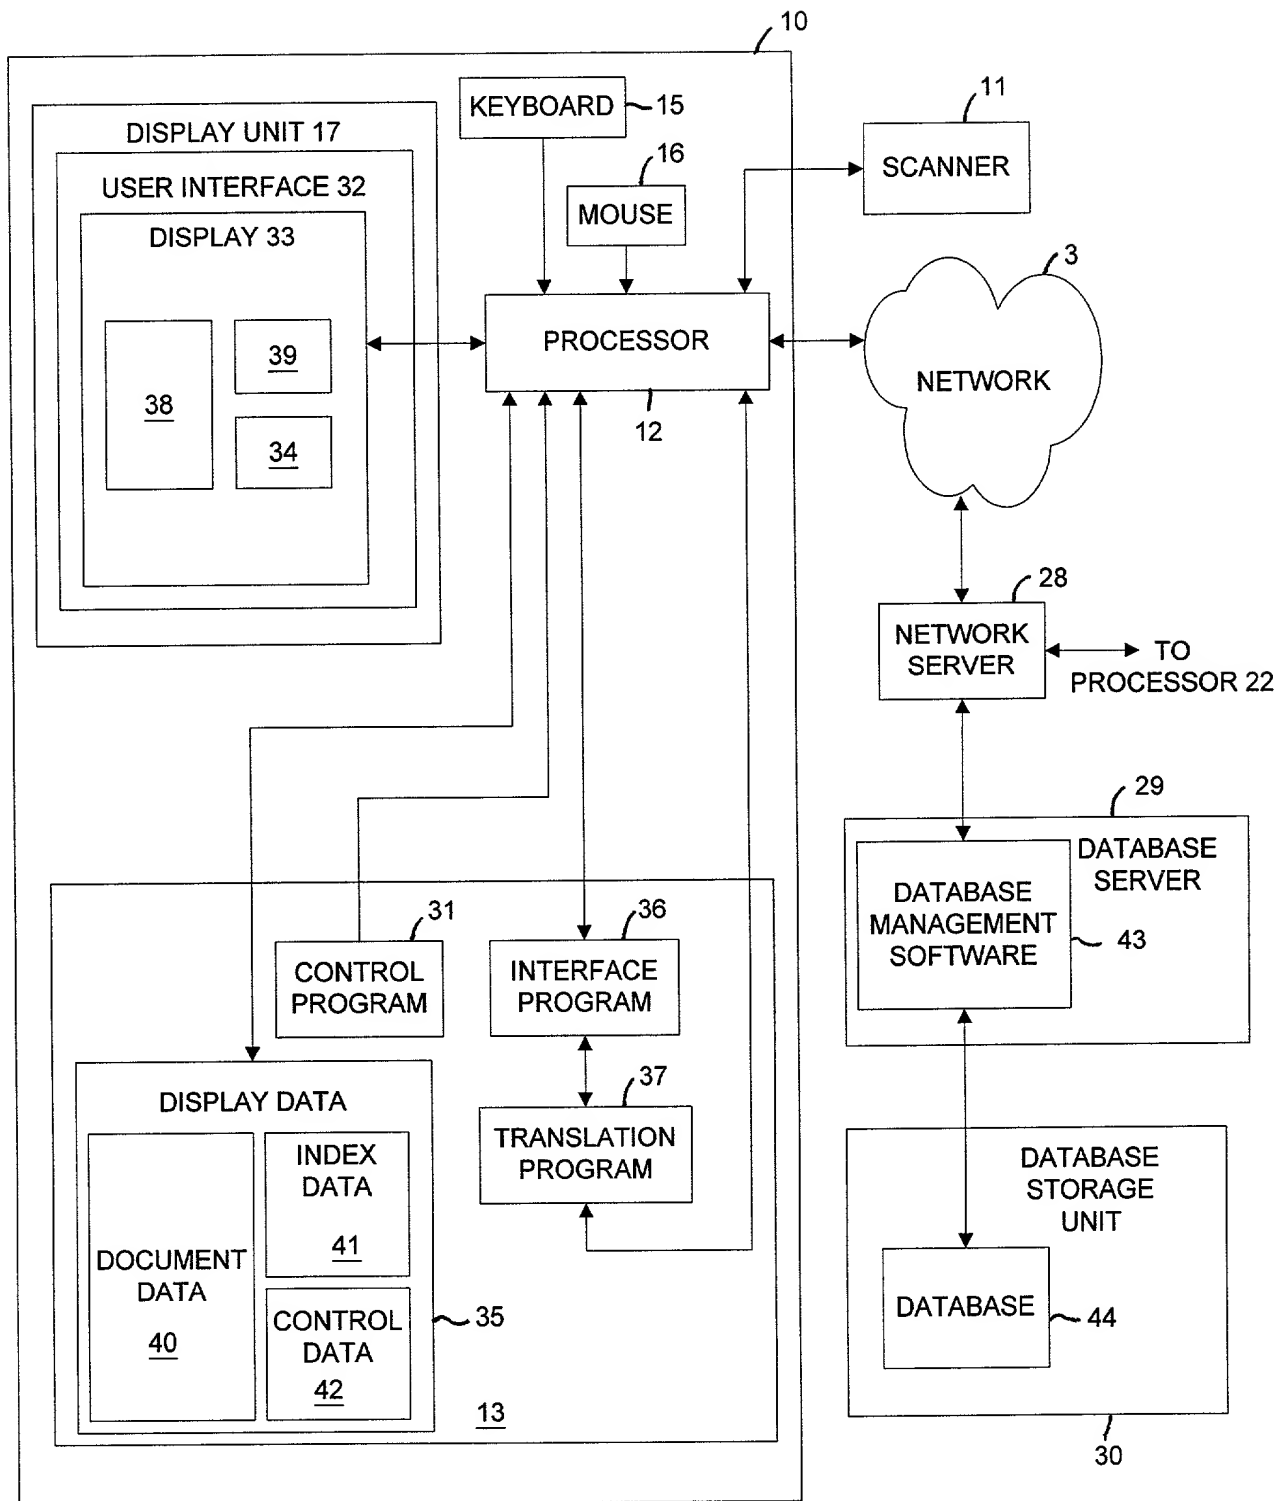 10
KEYBOARD
15
11
DISPLAY UNIT 17
SCANNER
16
USER INTERFACE 32
MOUSE
DISPLAY 33
3
PROCESSOR
39
NETWORK
38
12
34
28
NETWORK
SERVER
TO
PROCESSOR 22
29
DATABASE
SERVER
DATABASE
MANAGEMENT
SOFTWARE
43
31
36
CONTROL
PROGRAM
INTERFACE
PROGRAM
37
DISPLAY DATA
TRANSLATION
PROGRAM
INDEX
DATA
41
DATABASE
STORAGE
UNIT
DOCUMENT
DATA
40
CONTROL
DATA
42
35
DATABASE
44
13
30